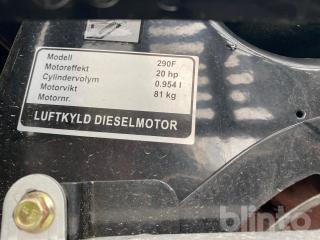 Modell 290F
Motoreffekt 20 hp
Cylindervolym 0.954 l
Motorvikt 81 kg
Motornr.
LUFTKYLD DIESELMOTOR
blinto